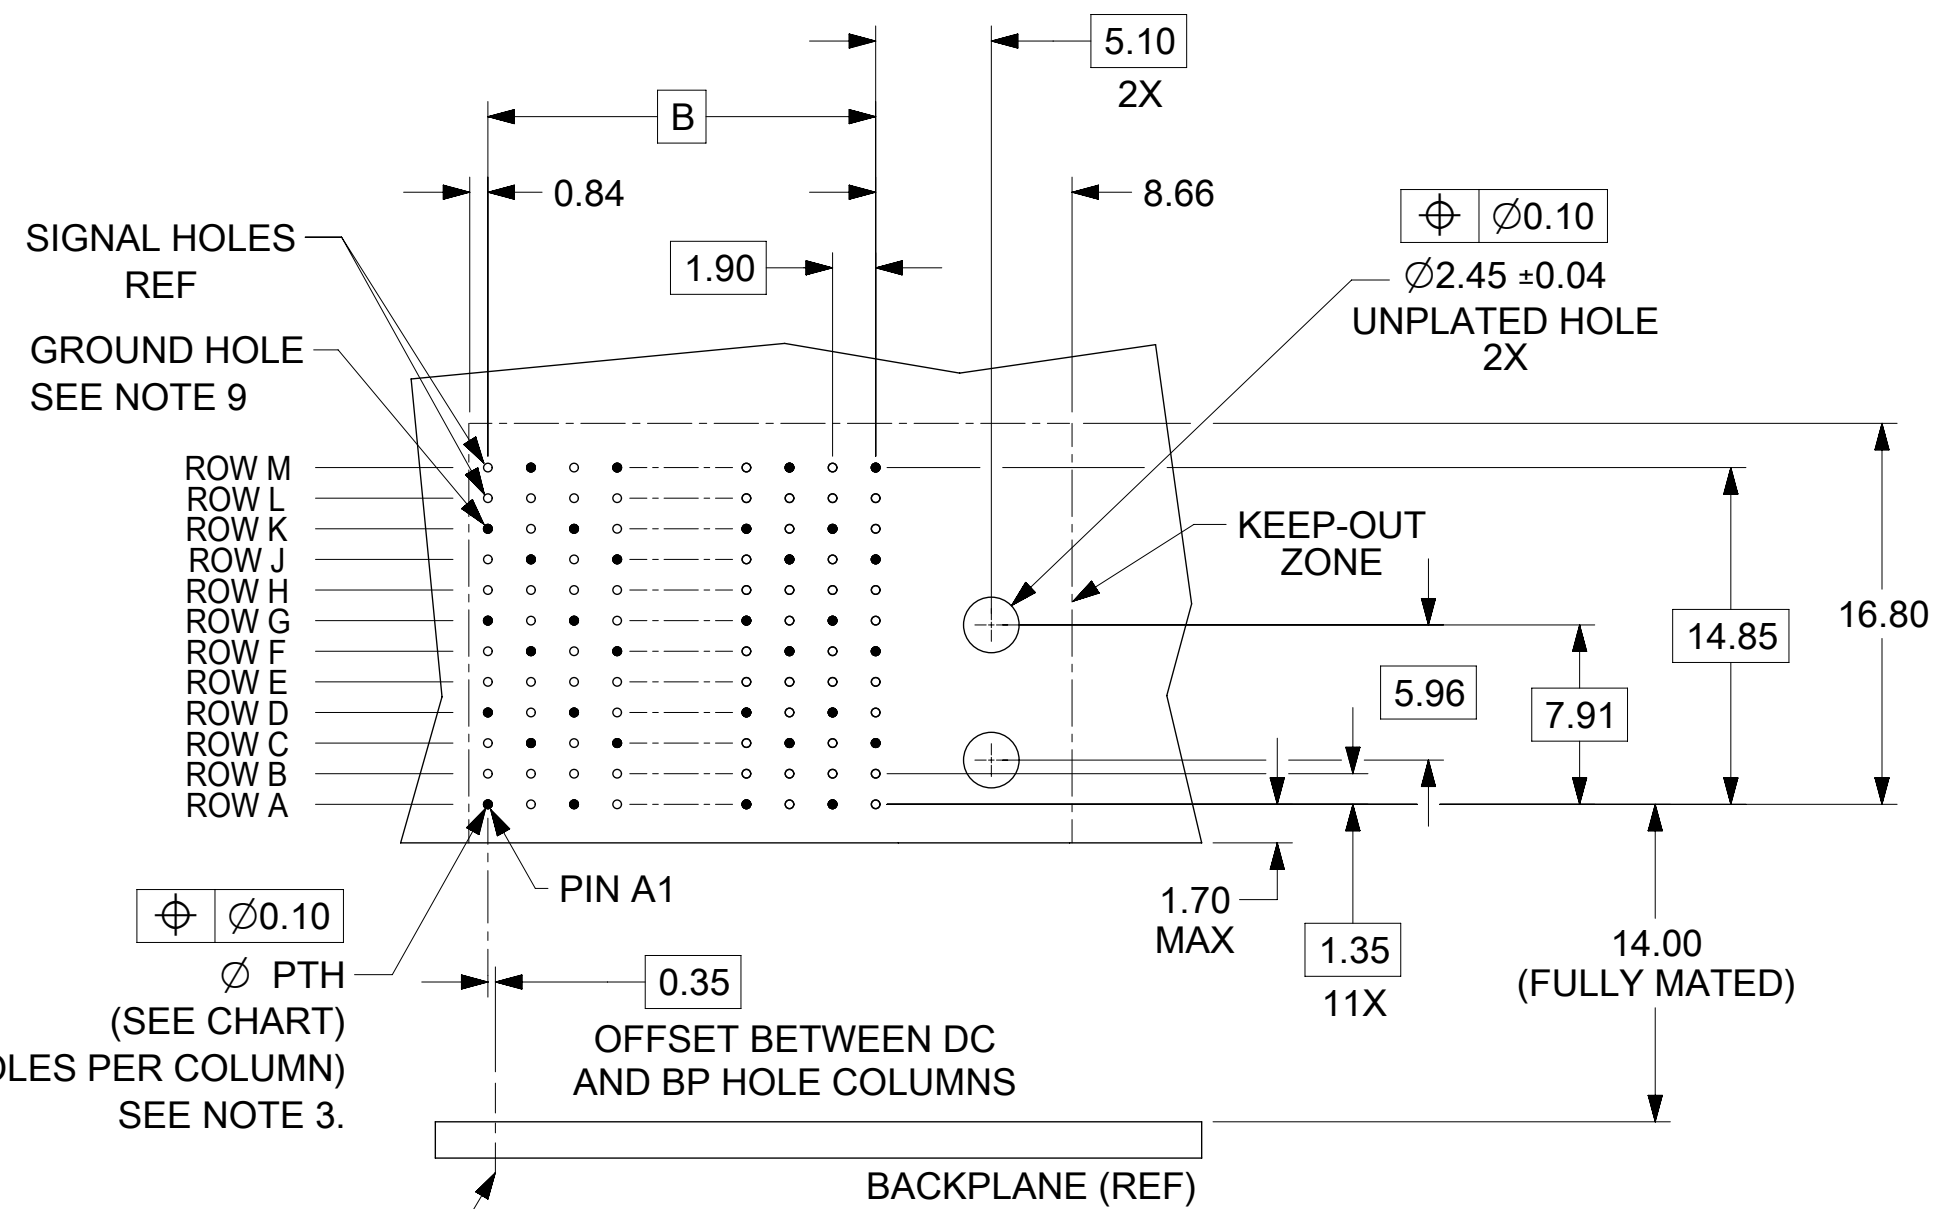 5.10
2X
B
0.84
8.66
⌖ ∅0.10
SIGNAL HOLES
REF
1.90
∅2.45 ±0.04
UNPLATED HOLE
2X
GROUND HOLE
SEE NOTE 9
ROW M
ROW L
ROW K
ROW J
ROW H
ROW G
ROW F
ROW E
ROW D
ROW C
ROW B
ROW A
KEEP-OUT
ZONE
16.80
14.85
5.96
7.91
PIN A1
1.70
MAX
1.35
11X
14.00
(FULLY MATED)
⌖ ∅0.10
∅ PTH
(SEE CHART)
OLES PER COLUMN)
SEE NOTE 3.
0.35
OFFSET BETWEEN DC
AND BP HOLE COLUMNS
BACKPLANE (REF)